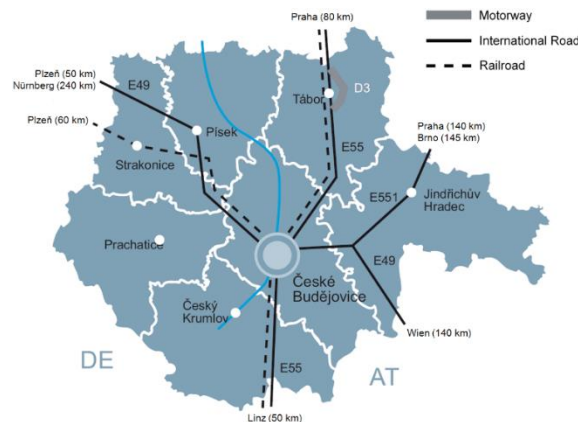 Praha (80 km)
Motorway
International Road
Railroad
Plzeň (50 km)
Nürnberg (240 km)
E49
D3
Tábor
Plzeň (60 km)
Písek
Praha (140 km)
Brno (145 km)
Strakonice
E55
E551
Jindřichův
Hradec
Prachatice
E49
České
Budějovice
Český
Krumlov
Wien (140 km)
DE
E55
AT
Linz (50 km)